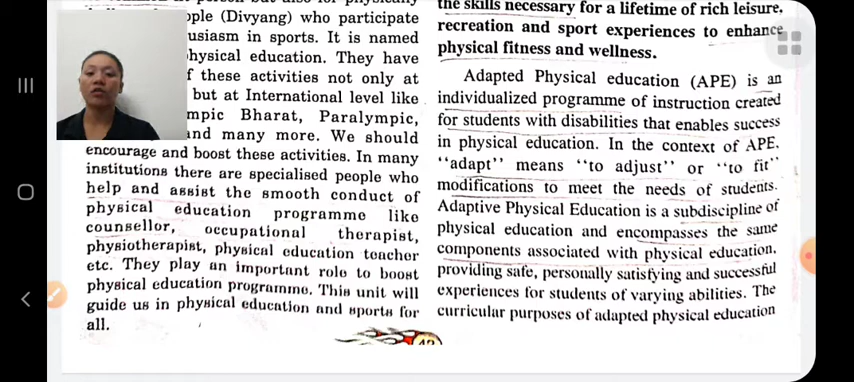 ople (Divyang) who participate
usiasm in sports. It is named
hysical education. They have
f these activities not only at
but at International level like
mpic Bharat, Paralympic,
and many more. We should
encourage and boost these activities. In many
institutions there are specialised people who
help and assist the smooth conduct of
physical education programme like
counsellor, occupational therapist,
physiotherapist, physical education teacher
etc. They play an important role to boost
physical education programme. This unit will
guide us in physical education and sports for
all.
the skills necessary for a lifetime of rich leisure,
recreation and sport experiences to enhance
physical fitness and wellness.
Adapted Physical education (APE) is an
individualized programme of instruction created
for students with disabilities that enables success
in physical education. In the context of APE.
"adapt" means "to adjust" or "to fit"
modifications to meet the needs of students.
Adaptive Physical Education is a subdiscipline of
physical education and encompasses the same
components associated with physical education,
providing safe, personally satisfying and successful
experiences for students of varying abilities. The
curricular purposes of adapted physical education